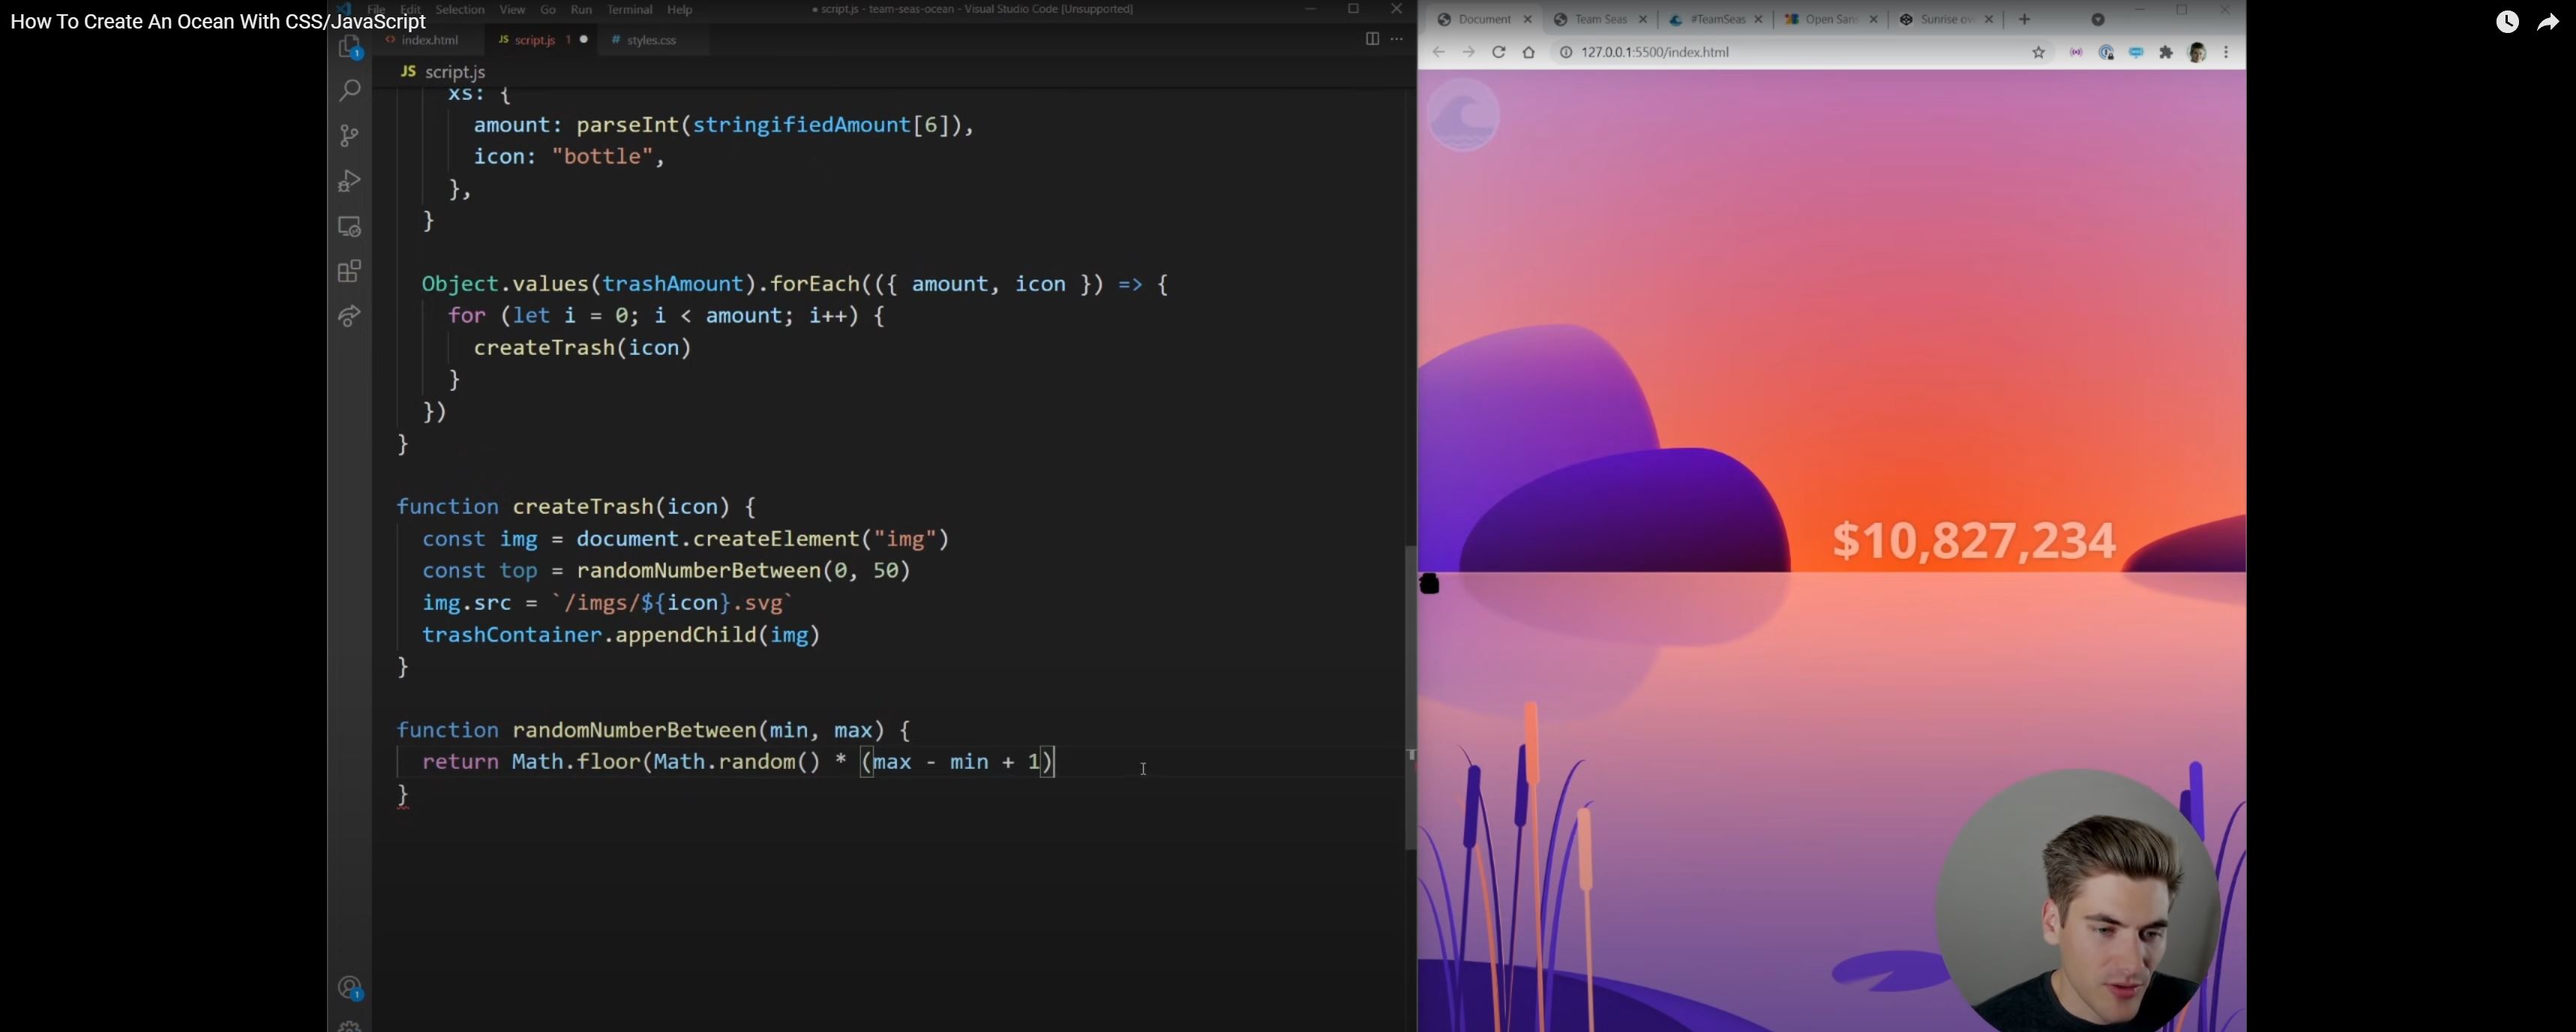 How To Create An Ocean With CSS/JavaScript
File Edit Selection View Go Run Terminal Help
● script.js - team-seas-ocean - Visual Studio Code [Unsupported]
index.html
JS script.js 1 ●
# styles.css
JS script.js
xs: {
amount: parseInt(stringifiedAmount[6]),
icon: "bottle",
},
}
Object.values(trashAmount).forEach(({ amount, icon }) => {
for (let i = 0; i < amount; i++) {
createTrash(icon)
}
})
}
function createTrash(icon) {
const img = document.createElement("img")
const top = randomNumberBetween(0, 50)
img.src = `/imgs/${icon}.svg`
trashContainer.appendChild(img)
}
function randomNumberBetween(min, max) {
return Math.floor(Math.random() * (max - min + 1)
}
1
1
Document
Team Seas
#TeamSeas
Open Sans
Sunrise ov
127.0.0.1:5500/index.html
$10,827,234